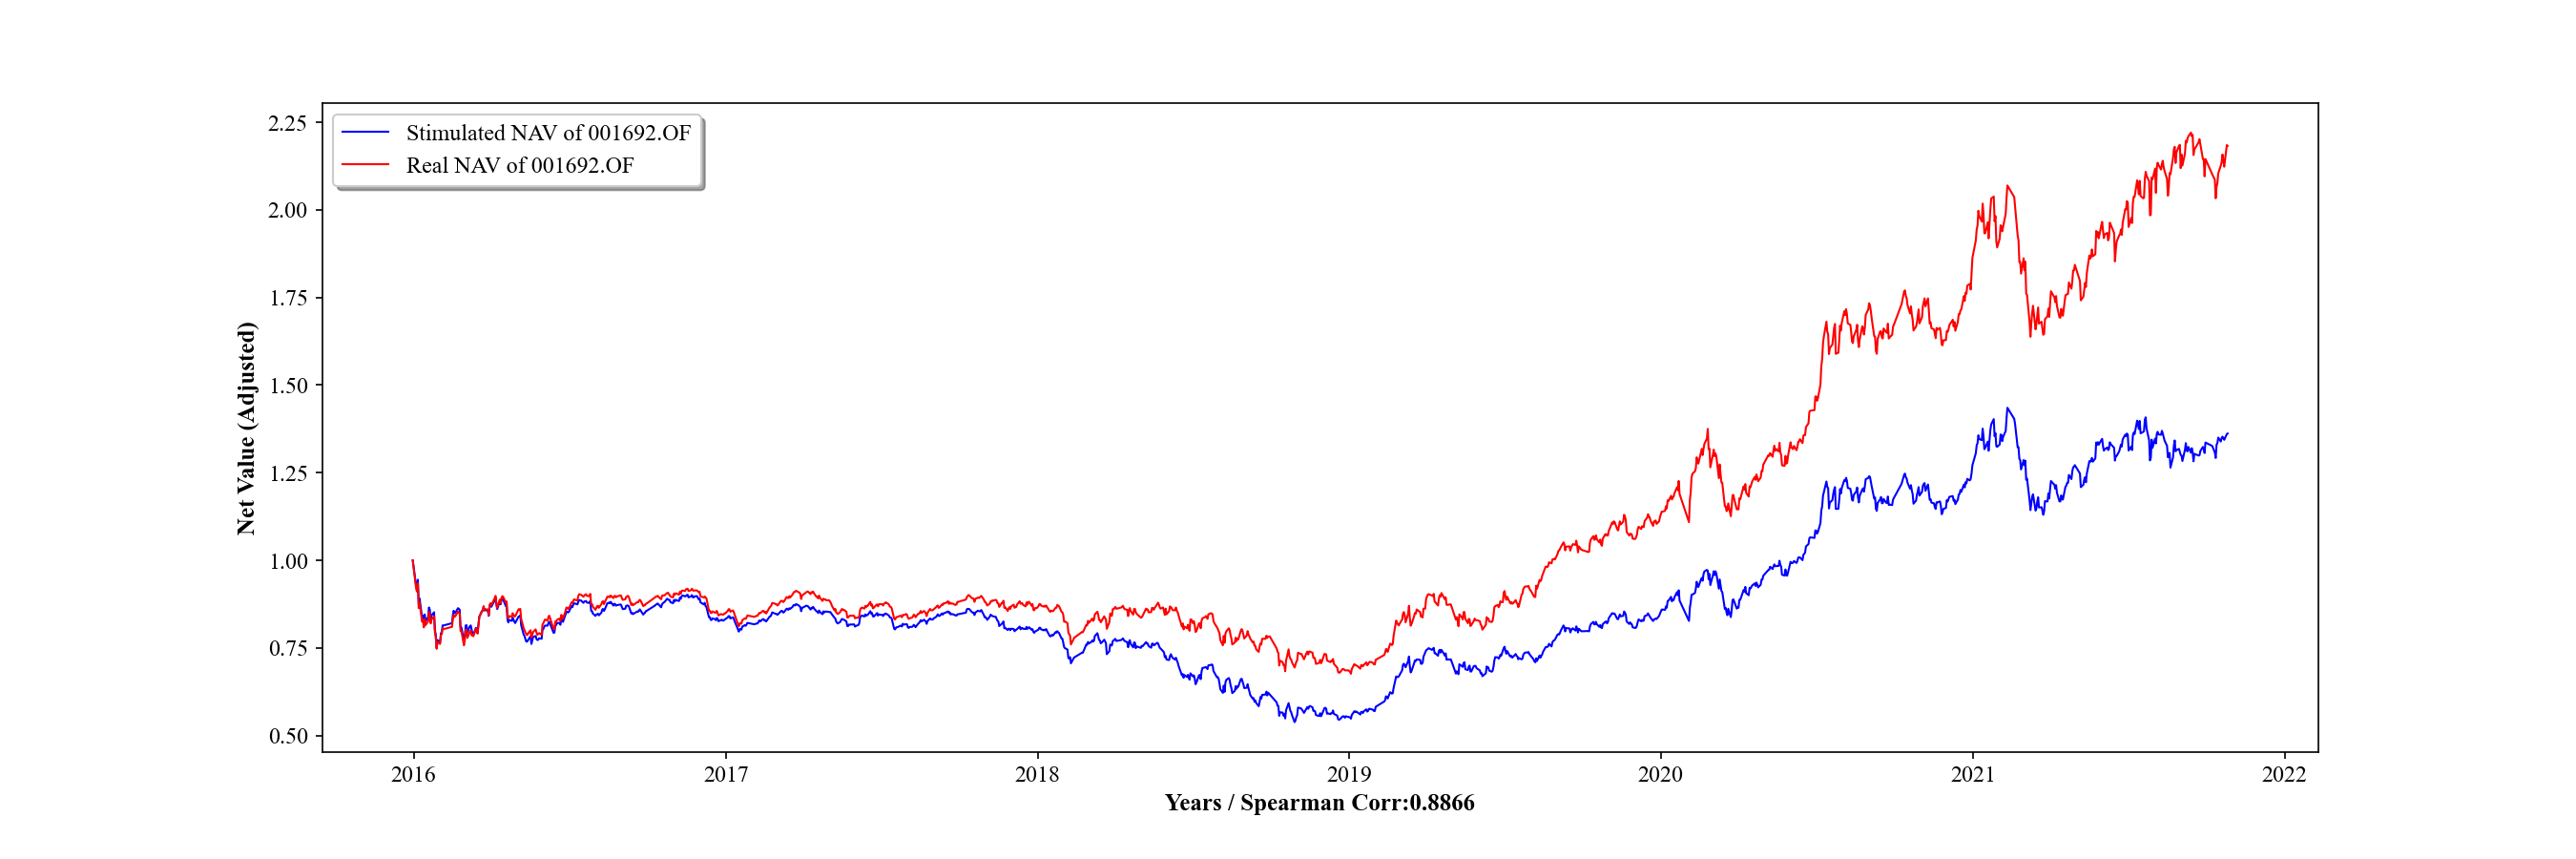 Stimulated NAV of 001692.OF
Real NAV of 001692.OF
Net Value (Adjusted)
2.25
2.00
1.75
1.50
1.25
1.00
0.75
0.50
2016 2017 2018 2019 2020 2021 2022
Years / Spearman Corr:0.8866